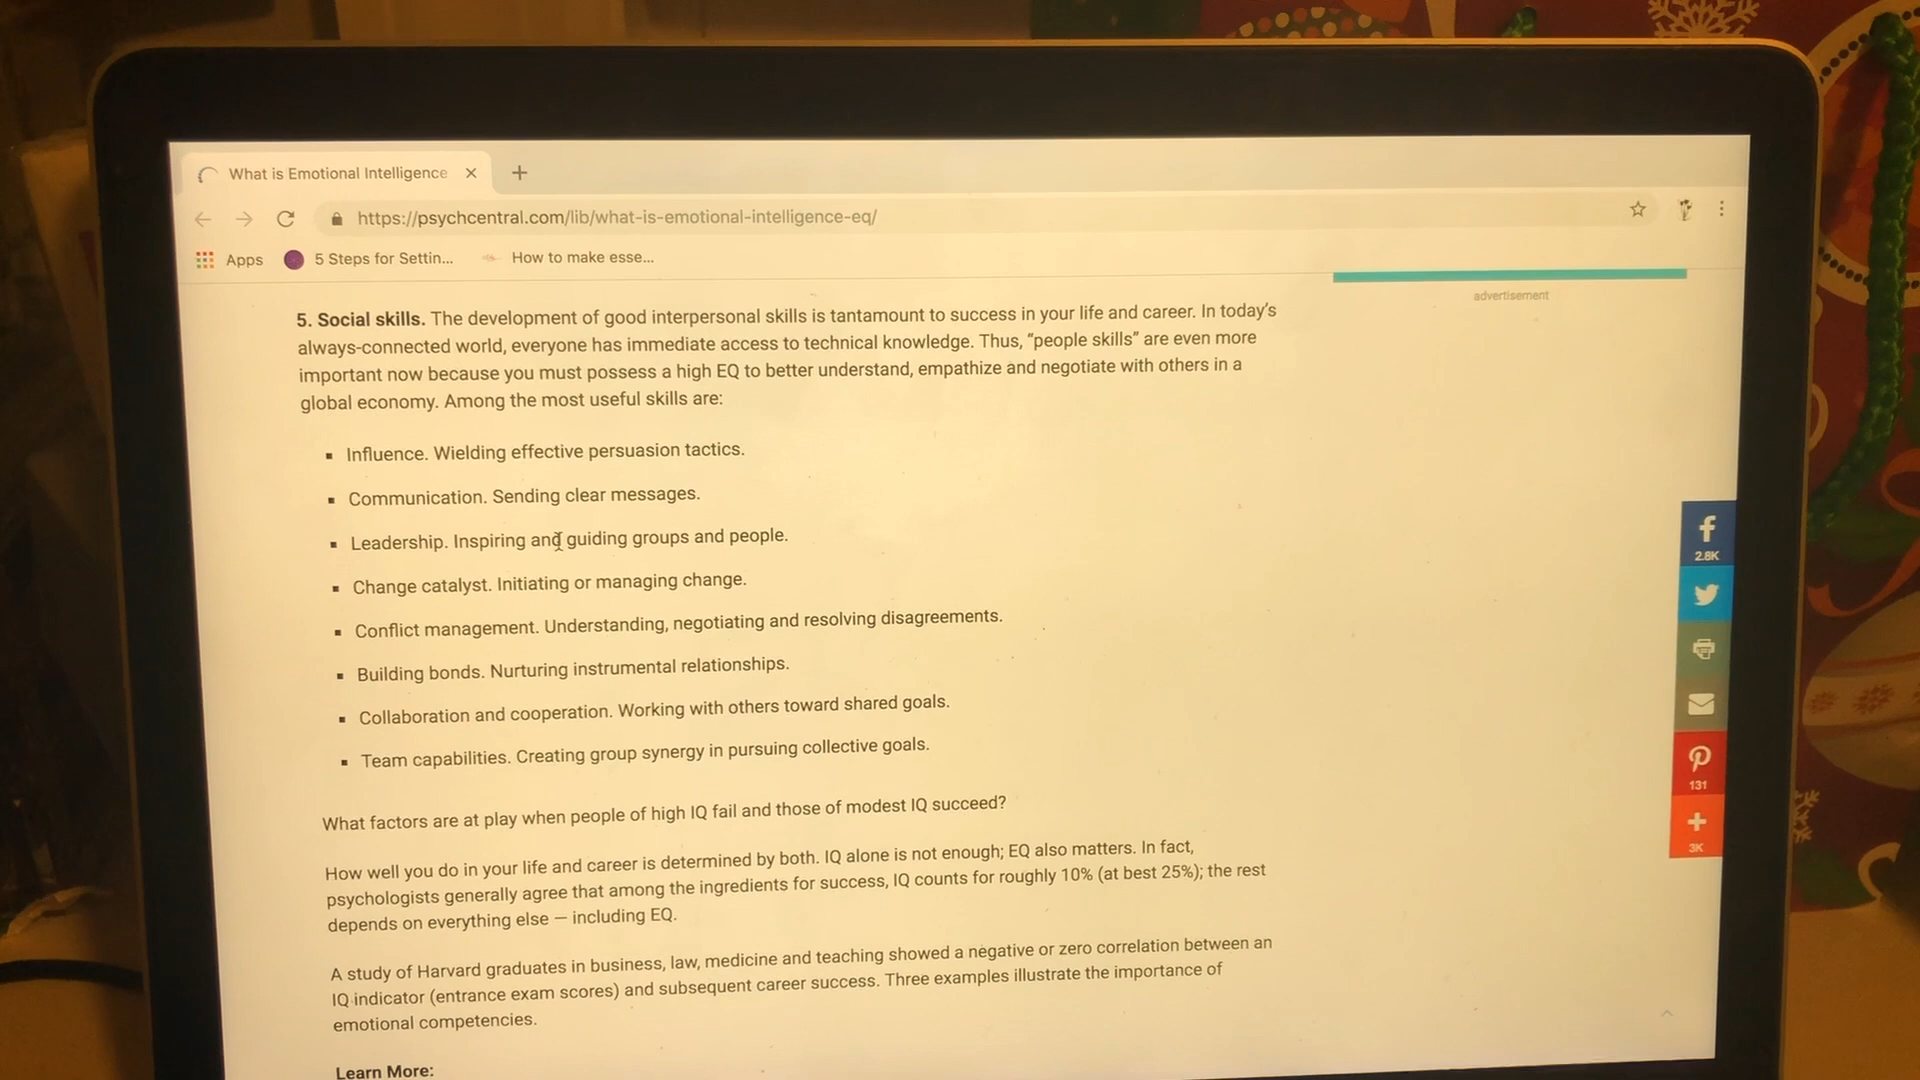 What is Emotional Intelligence
https://psychcentral.com/lib/what-is-emotional-intelligence-eq/
Apps 5 Steps for Settin... How to make esse...
advertisement
5. Social skills. The development of good interpersonal skills is tantamount to success in your life and career. In today's
always-connected world, everyone has immediate access to technical knowledge. Thus, “people skills” are even more
important now because you must possess a high EQ to better understand, empathize and negotiate with others in a
global economy. Among the most useful skills are:
Influence. Wielding effective persuasion tactics.
Communication. Sending clear messages.
Leadership. Inspiring and guiding groups and people.
Change catalyst. Initiating or managing change.
Conflict management. Understanding, negotiating and resolving disagreements.
Building bonds. Nurturing instrumental relationships.
Collaboration and cooperation. Working with others toward shared goals.
Team capabilities. Creating group synergy in pursuing collective goals.
What factors are at play when people of high IQ fail and those of modest IQ succeed?
How well you do in your life and career is determined by both. IQ alone is not enough; EQ also matters. In fact,
psychologists generally agree that among the ingredients for success, IQ counts for roughly 10% (at best 25%); the rest
depends on everything else — including EQ.
A study of Harvard graduates in business, law, medicine and teaching showed a negative or zero correlation between an
IQ indicator (entrance exam scores) and subsequent career success. Three examples illustrate the importance of
emotional competencies.
Learn More:
2.8K
131
3K